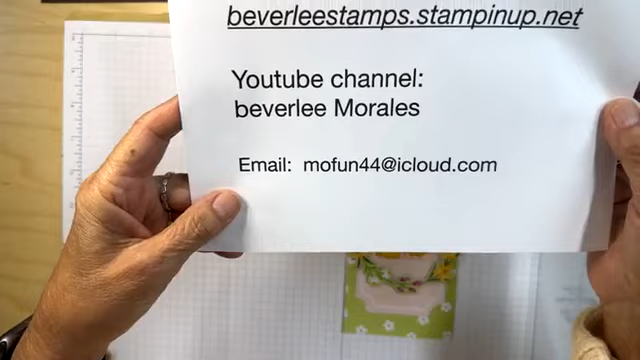 beverleestamps.stampinup.net
Youtube channel:
beverlee Morales
Email: mofun44@icloud.com